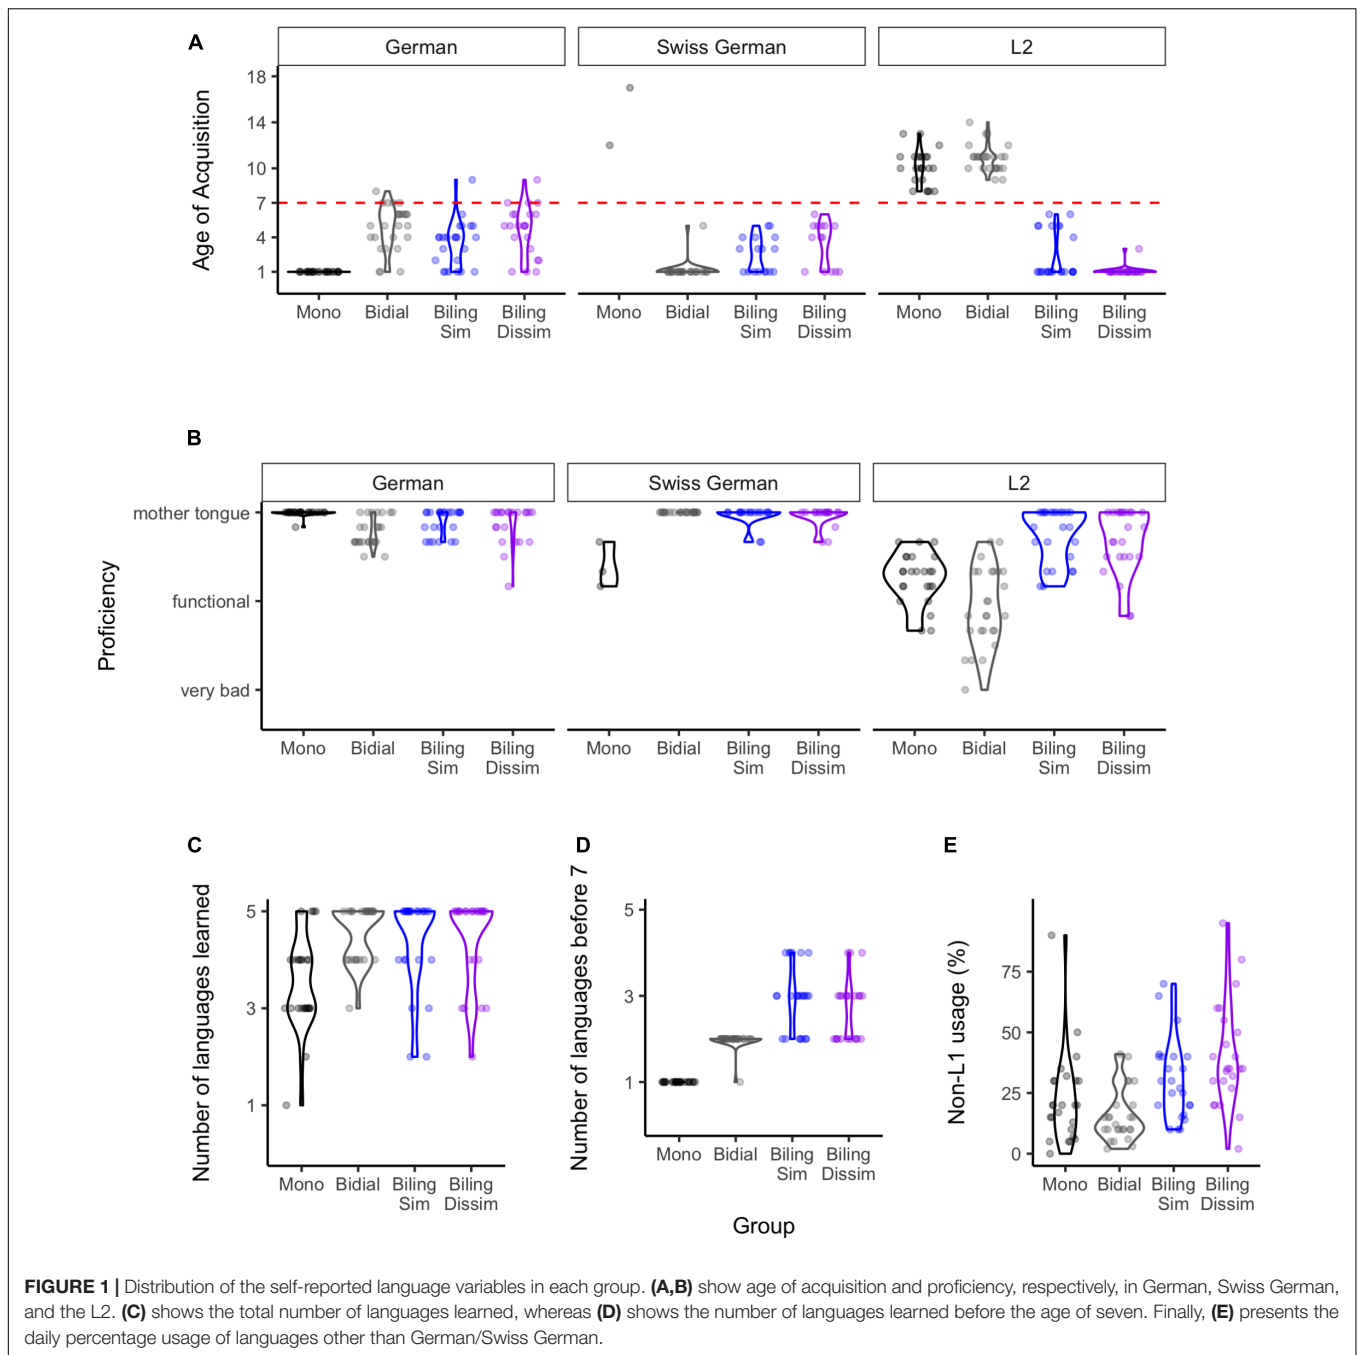 A
German Swiss German L2
Age of Acquisition
18
14
10
7
4
1
Mono Bidial Biling Sim Biling Dissim Mono Bidial Biling Sim Biling Dissim Mono Bidial Biling Sim Biling Dissim
B
German Swiss German L2
Proficiency
mother tongue
functional
very bad
Mono Bidial Biling Sim Biling Dissim Mono Bidial Biling Sim Biling Dissim Mono Bidial Biling Sim Biling Dissim
C
Number of languages learned
5
3
1
Mono Bidial Biling Sim Biling Dissim
D
Number of languages before 7
5
3
1
Mono Bidial Biling Sim Biling Dissim
E
Non-L1 usage (%)
75
50
25
0
Mono Bidial Biling Sim Biling Dissim
Group
FIGURE 1 | Distribution of the self-reported language variables in each group. (A,B) show age of acquisition and proficiency, respectively, in German, Swiss German,
and the L2. (C) shows the total number of languages learned, whereas (D) shows the number of languages learned before the age of seven. Finally, (E) presents the
daily percentage usage of languages other than German/Swiss German.